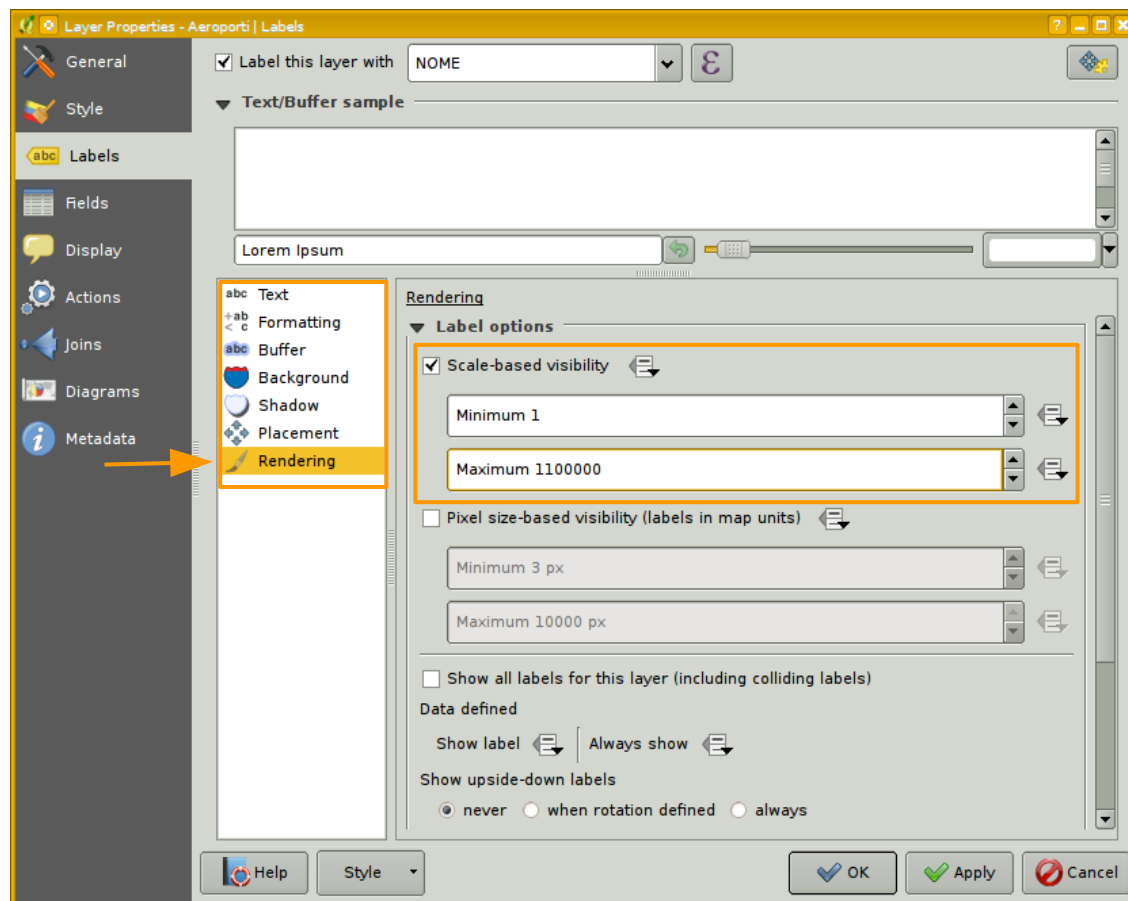 Layer Properties - Aeroporti | Labels
General
Style
Labels
Fields
Display
Actions
Joins
Diagrams
Metadata
Label this layer with NOME ε
Text/Buffer sample
Lorem Ipsum
Text
Formatting
Buffer
Background
Shadow
Placement
Rendering
Rendering
Label options
Scale-based visibility
Minimum 1
Maximum 1100000
Pixel size-based visibility (labels in map units)
Minimum 3 px
Maximum 10000 px
Show all labels for this layer (including colliding labels)
Data defined
Show label Always show
Show upside-down labels
never when rotation defined always
Help Style OK Apply Cancel